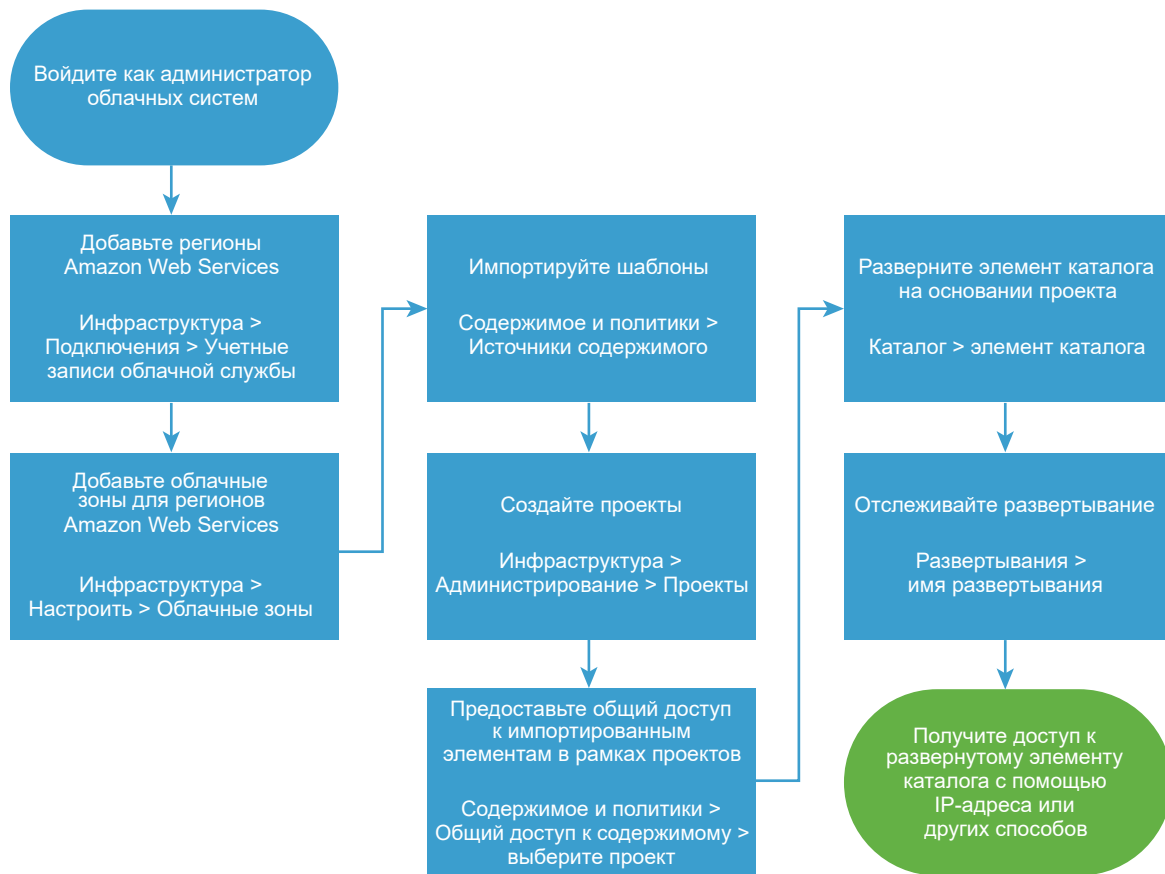 Войдите как администратор
облачных систем
Добавьте регионы
Amazon Web Services
Инфраструктура >
Подключения > Учетные
записи облачной службы
Добавьте облачные
зоны для регионов
Amazon Web Services
Инфраструктура >
Настроить > Облачные зоны
Импортируйте шаблоны
Содержимое и политики >
Источники содержимого
Создайте проекты
Инфраструктура >
Администрирование > Проекты
Предоставьте общий доступ
к импортированным
элементам в рамках проектов
Содержимое и политики >
Общий доступ к содержимому >
выберите проект
Разверните элемент каталога
на основании проекта
Каталог > элемент каталога
Отслеживайте развертывание
Развертывания >
имя развертывания
Получите доступ к
развернутому элементу
каталога с помощью
IP-адреса или
других способов